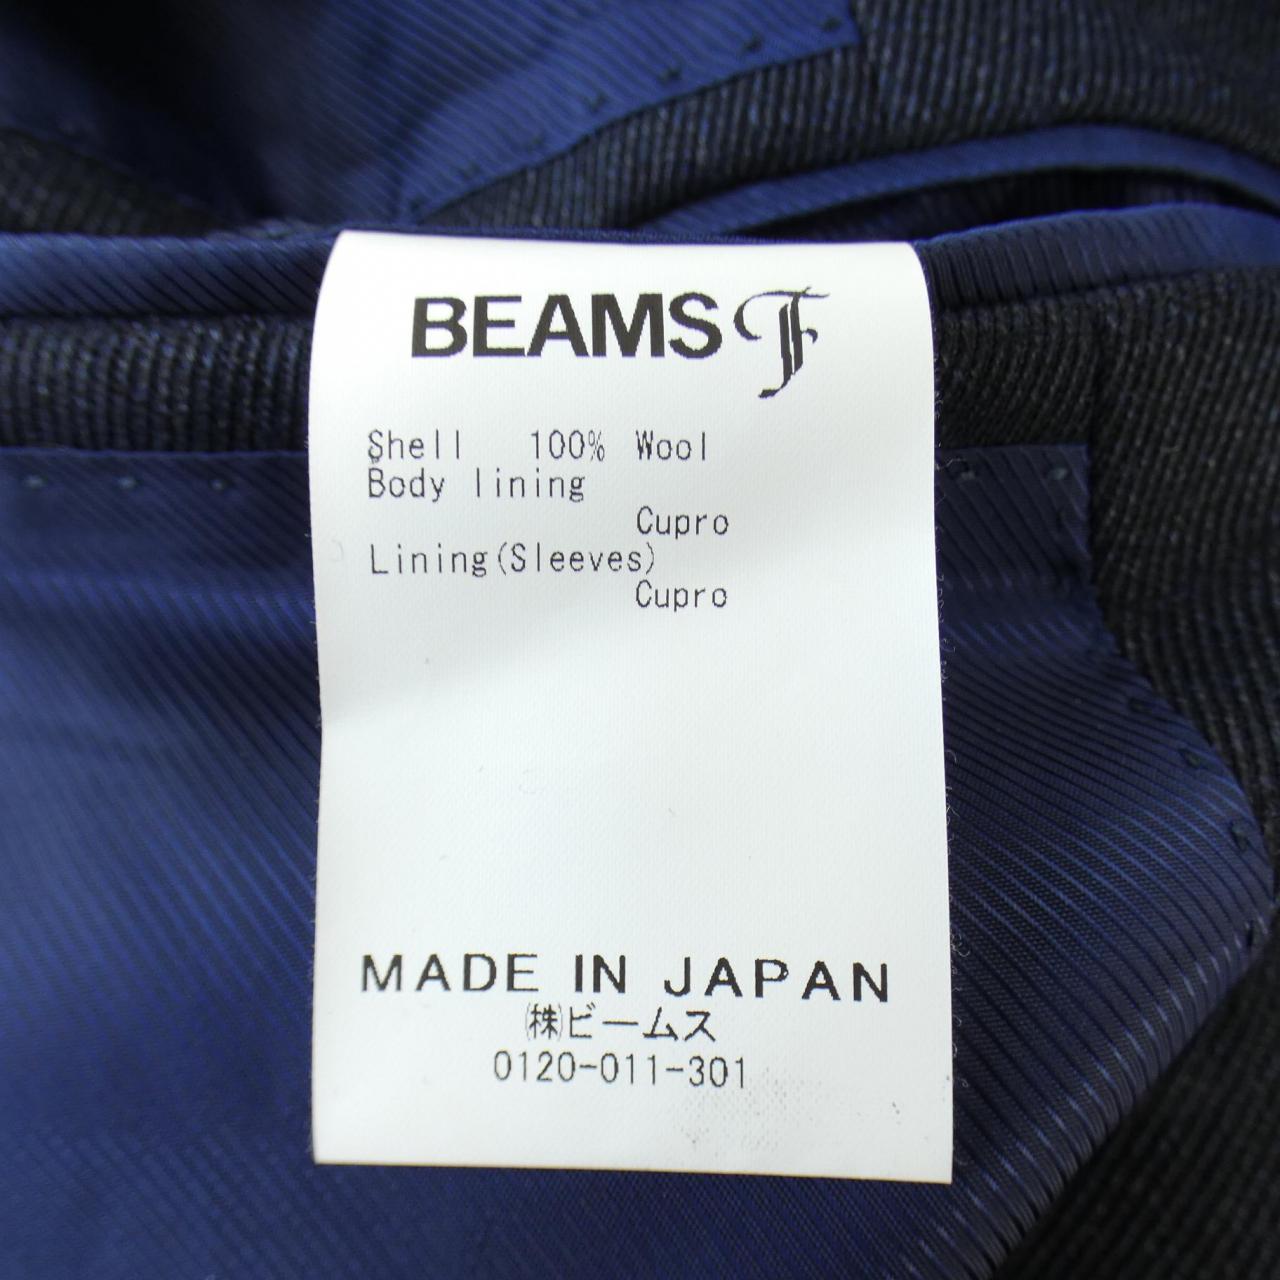 BEAMS F
Shell 100% Wool
Body lining
Cupro
Lining(Sleeves)
Cupro
MADE IN JAPAN
㈱ビームス
0120-011-301